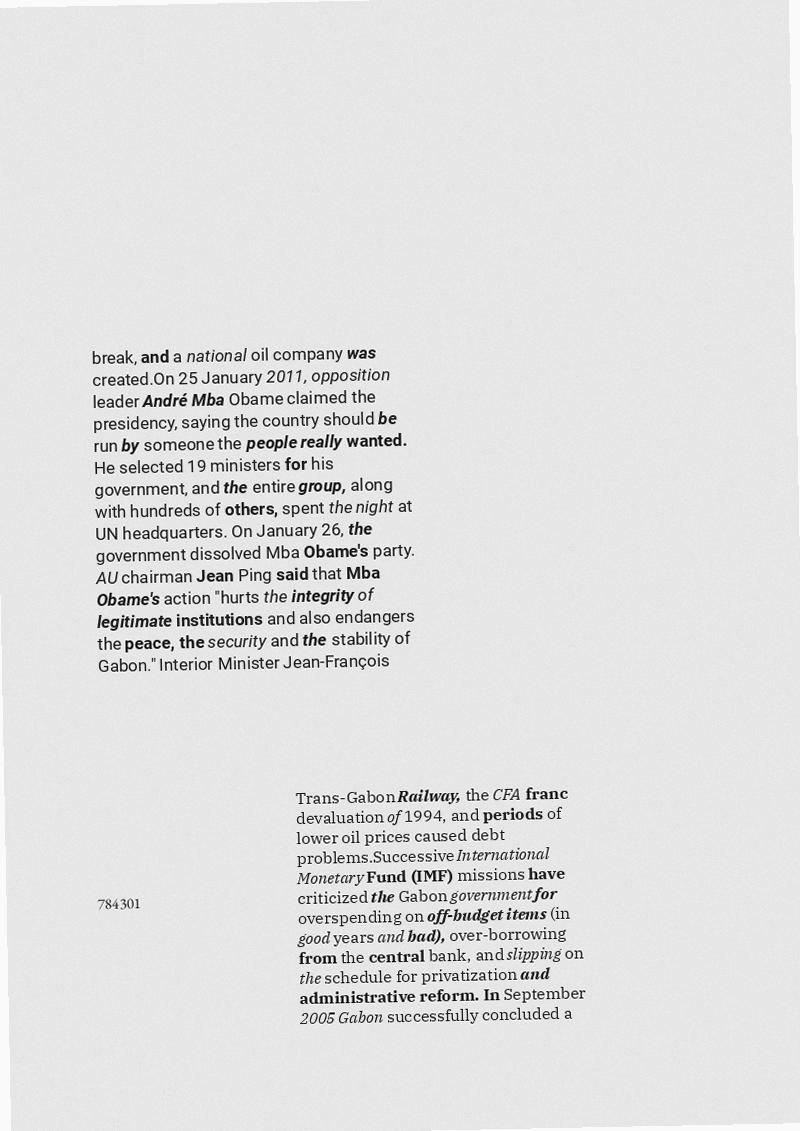 break, and a national oil company was
created.On 25 January 2011, opposition
leader André Mba Obame claimed the
presidency, saying the country should be
run by someone the people really wanted.
He selected 19 ministers for his
government, and the entire group, along
with hundreds of others, spent the night at
UN headquarters. On January 26, the
government dissolved Mba Obame's party.
AU chairman Jean Ping said that Mba
Obame's action "hurts the integrity of
legitimate institutions and also endangers
the peace, the security and the stability of
Gabon." Interior Minister Jean-François
Trans-Gabon Railway, the CFA franc
devaluation of 1994, and periods of
lower oil prices caused debt
problems.Successive International
Monetary Fund (IMF) missions have
criticized the Gabon government for
overspending on off-budget items (in
good years and bad), over-borrowing
from the central bank, and slipping on
the schedule for privatization and
administrative reform. In September
2005 Gabon successfully concluded a
784301